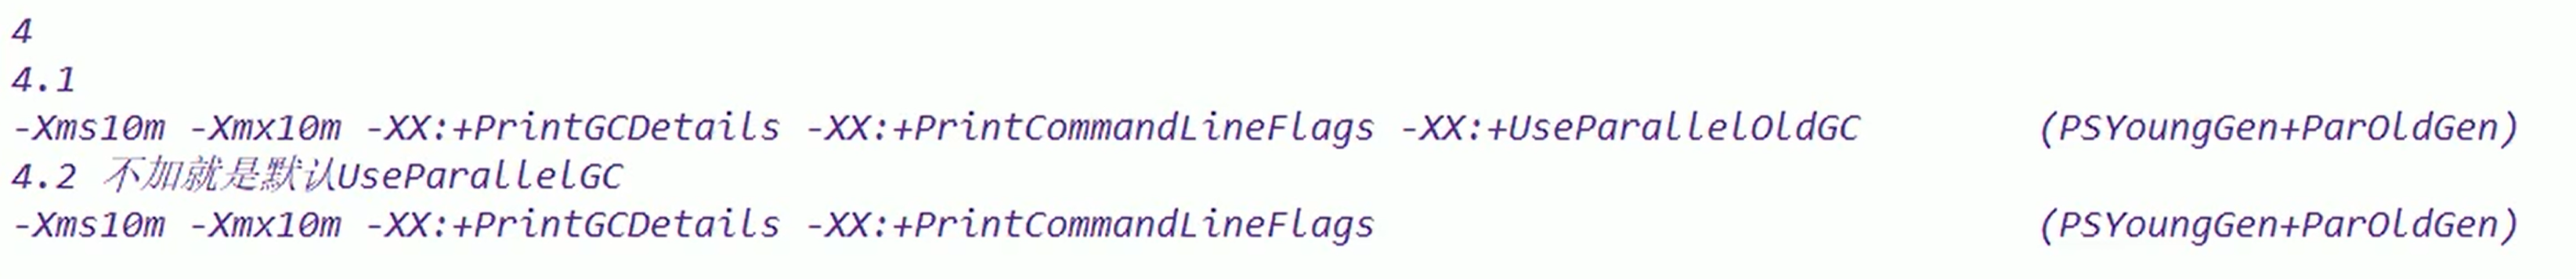 4
4.1
-Xms10m -Xmx10m -XX:+PrintGCDetails -XX:+PrintCommandLineFlags -XX:+UseParallelOldGC (PSYoungGen+ParOldGen)
4.2 不加就是默认UseParallelGC
-Xms10m -Xmx10m -XX:+PrintGCDetails -XX:+PrintCommandLineFlags (PSYoungGen+ParOldGen)